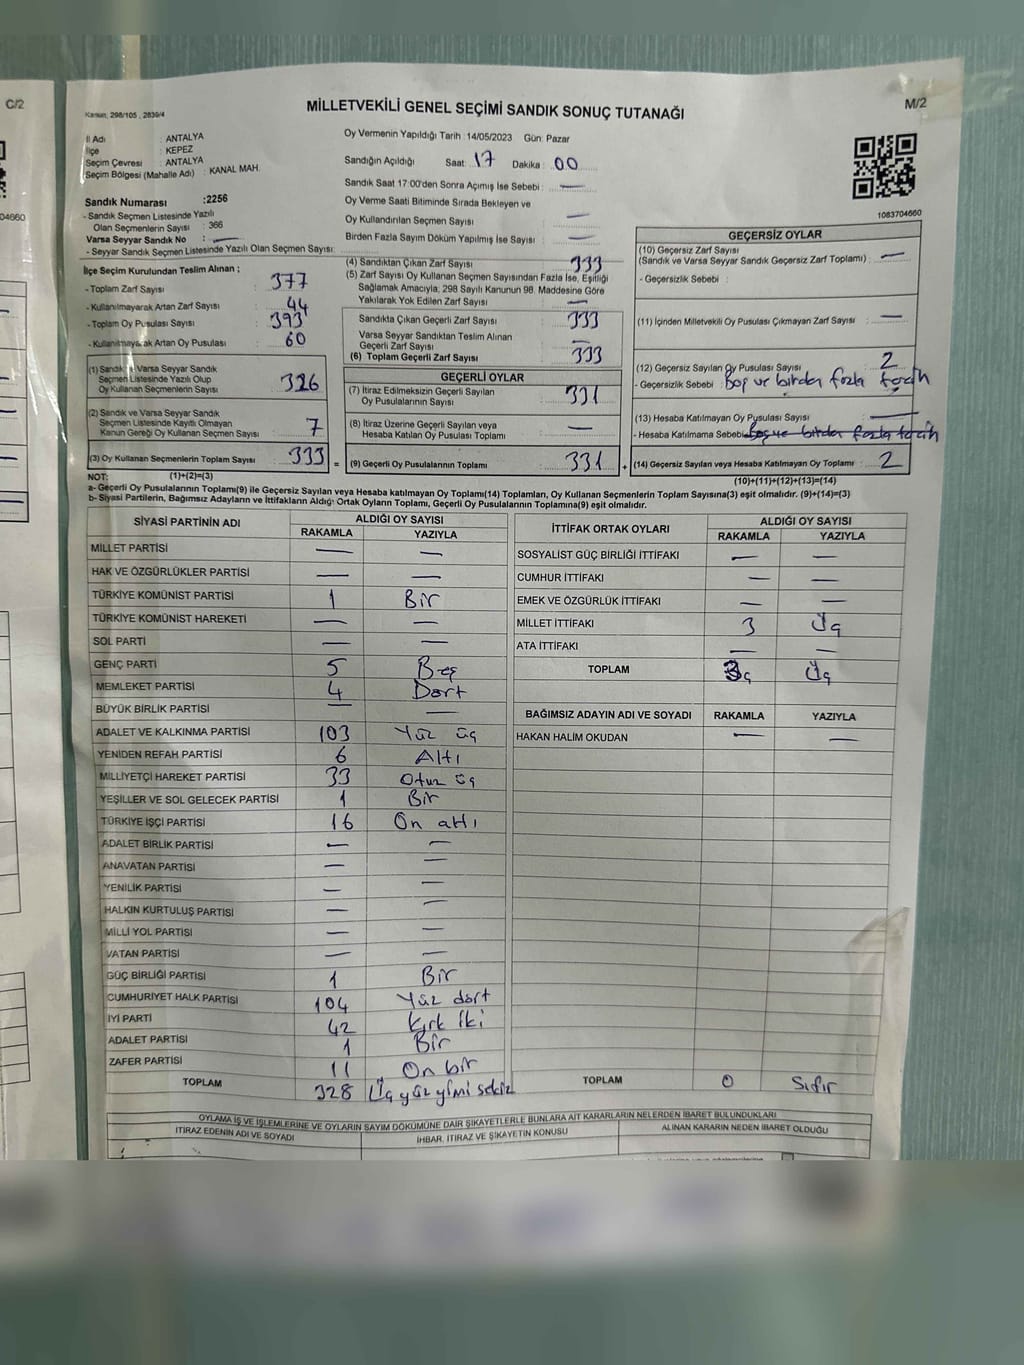 C/2
04660
MİLLETVEKİLİ GENEL SEÇİMİ SANDIK SONUÇ TUTANAĞI
M/2
Kanun; 298/105 , 2839/4
İl Adı : ANTALYA
İlçe : KEPEZ
Seçim Çevresi : ANTALYA
Seçim Bölgesi (Mahalle Adı) : KANAL MAH.
Oy Vermenin Yapıldığı Tarih : 14/05/2023 Gün: Pazar
Sandığın Açıldığı Saat : 17 Dakika : 00
Sandık Saat 17:00'den Sonra Açımış İse Sebebi : —
Oy Verme Saati Bitiminde Sırada Bekleyen ve
Oy Kullandırılan Seçmen Sayısı —
Birden Fazla Sayım Döküm Yapılmış İse Sayısı : —
1083704660
Sandık Numarası :2256
- Sandık Seçmen Listesinde Yazılı
Olan Seçmenlerin Sayısı : 366
Varsa Seyyar Sandık No : —
- Seyyar Sandık Seçmen Listesinde Yazılı Olan Seçmen Sayısı:
İlçe Seçim Kurulundan Teslim Alınan ;
- Toplam Zarf Sayısı 377
- Kullanılmayarak Artan Zarf Sayısı 44
- Toplam Oy Pusulası Sayısı 393
- Kullanılmayarak Artan Oy Pusulası 60
(1) Sandık ve Varsa Seyyar Sandık
Seçmen Listesinde Yazılı Olup
Oy Kullanan Seçmenlerin Sayısı 326
(2) Sandık ve Varsa Seyyar Sandık
Seçmen Listesinde Kayıtlı Olmayan
Kanun Gereği Oy Kullanan Seçmen Sayısı 7
(3) Oy Kullanan Seçmenlerin Toplam Sayısı 333
(4) Sandıktan Çıkan Zarf Sayısı 333
(5) Zarf Sayısı Oy Kullanan Seçmen Sayısından Fazla İse, Eşitliği
Sağlamak Amacıyla, 298 Sayılı Kanunun 98. Maddesine Göre
Yakılarak Yok Edilen Zarf Sayısı —
Sandıkta Çıkan Geçerli Zarf Sayısı 333
Varsa Seyyar Sandıktan Teslim Alınan
Geçerli Zarf Sayısı —
(6) Toplam Geçerli Zarf Sayısı 333
GEÇERLİ OYLAR
(7) İtiraz Edilmeksizin Geçerli Sayılan
Oy Pusulalarının Sayısı 331
(8) İtiraz Üzerine Geçerli Sayılan veya
Hesaba Katılan Oy Pusulası Toplamı —
= (9) Geçerli Oy Pusulalarının Toplamı 331
GEÇERSİZ OYLAR
(10) Geçersiz Zarf Sayısı
(Sandık ve Varsa Seyyar Sandık Geçersiz Zarf Toplamı) : —
- Geçersizlik Sebebi :
(11) İçinden Milletvekili Oy Pusulası Çıkmayan Zarf Sayısı : —
(12) Geçersiz Sayılan Oy Pusulası Sayısı 2
- Geçersizlik Sebebi : Boş ve birden fazla tercih
(13) Hesaba Katılmayan Oy Pusulası Sayısı —
- Hesaba Katılmama Sebebi: Boş ve birden fazla tercih
+ (14) Geçersiz Sayılan veya Hesaba Katılmayan Oy Toplamı : 2
NOT: (1)+(2)=(3)
(10)+(11)+(12)+(13)=(14)
a- Geçerli Oy Pusulalarının Toplamı(9) ile Geçersiz Sayılan veya Hesaba katılmayan Oy Toplamı(14) Toplamları, Oy Kullanan Seçmenlerin Toplam Sayısına(3) eşit olmalıdır. (9)+(14)=(3)
b- Siyasi Partilerin, Bağımsız Adayların ve İttifakların Aldığı Ortak Oyların Toplamı, Geçerli Oy Pusulalarının Toplamına(9) eşit olmalıdır.
SİYASİ PARTİNİN ADI ALDIĞI OY SAYISI
RAKAMLA YAZIYLA
MİLLET PARTİSİ — —
HAK VE ÖZGÜRLÜKLER PARTİSİ — —
TÜRKİYE KOMÜNİST PARTİSİ 1 Bir
TÜRKİYE KOMÜNİST HAREKETİ — —
SOL PARTİ — —
GENÇ PARTİ 5 Beş
MEMLEKET PARTİSİ 4 Dört
BÜYÜK BİRLİK PARTİSİ — —
ADALET VE KALKINMA PARTİSİ 103 Yüz üç
YENİDEN REFAH PARTİSİ 6 Altı
MİLLİYETÇİ HAREKET PARTİSİ 33 Otuz üç
YEŞİLLER VE SOL GELECEK PARTİSİ 1 Bir
TÜRKİYE İŞÇİ PARTİSİ 16 On altı
ADALET BİRLİK PARTİSİ — —
ANAVATAN PARTİSİ — —
YENİLİK PARTİSİ — —
HALKIN KURTULUŞ PARTİSİ — —
MİLLİ YOL PARTİSİ — —
VATAN PARTİSİ — —
GÜÇ BİRLİĞİ PARTİSİ 1 Bir
CUMHURİYET HALK PARTİSİ 104 Yüz dört
İYİ PARTİ 42 Kırk iki
ADALET PARTİSİ 1 Bir
ZAFER PARTİSİ 11 On bir
TOPLAM 328 Üç yüz yirmi sekiz
İTTİFAK ORTAK OYLARI ALDIĞI OY SAYISI
RAKAMLA YAZIYLA
SOSYALİST GÜÇ BİRLİĞİ İTTİFAKI — —
CUMHUR İTTİFAKI — —
EMEK VE ÖZGÜRLÜK İTTİFAKI — —
MİLLET İTTİFAKI 3 Üç
ATA İTTİFAKI — —
TOPLAM 3 Üç
BAĞIMSIZ ADAYIN ADI VE SOYADI RAKAMLA YAZIYLA
HAKAN HALİM OKUDAN — —
TOPLAM 0 Sıfır
OYLAMA İŞ VE İŞLEMLERİNE VE OYLARIN SAYIM DÖKÜMÜNE DAİR ŞİKAYETLERLE BUNLARA AİT KARARLARIN NELERDEN İBARET BULUNDUKLARI
İTİRAZ EDENİN ADI VE SOYADI İHBAR, İTİRAZ VE ŞİKAYETİN KONUSU ALINAN KARARIN NEDEN İBARET OLDUĞU